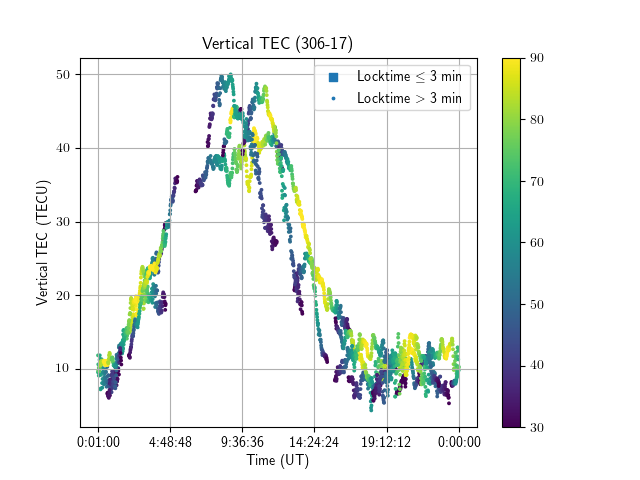 Vertical TEC (306-17)
Locktime ≤ 3 min
Locktime > 3 min
Vertical TEC (TECU)
50
40
30
20
10
0:01:00 4:48:48 9:36:36 14:24:24 19:12:12 0:00:00
Time (UT)
90
80
70
60
50
40
30